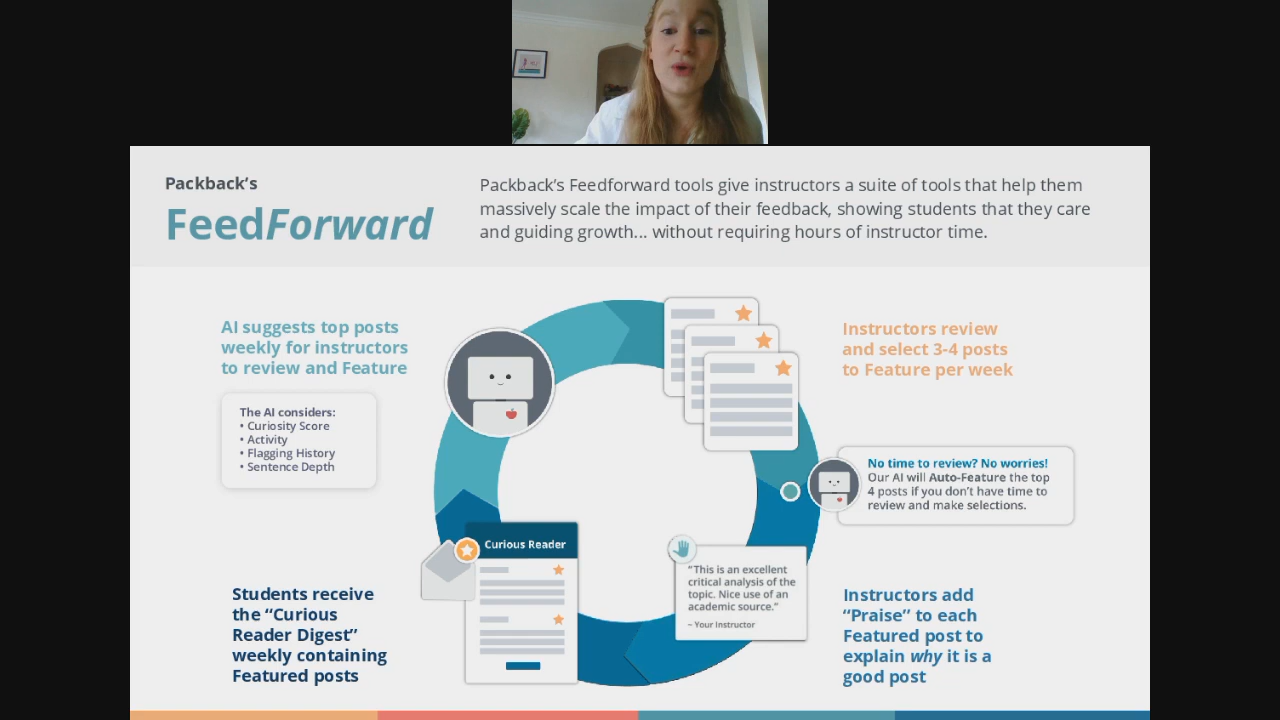 Packback's
FeedForward
Packback's Feedforward tools give instructors a suite of tools that help them
massively scale the impact of their feedback, showing students that they care
and guiding growth... without requiring hours of instructor time.
AI suggests top posts
weekly for instructors
to review and Feature
The AI considers:
• Curiosity Score
• Activity
• Flagging History
• Sentence Depth
Instructors review
and select 3-4 posts
to Feature per week
No time to review? No worries!
Our AI will Auto-Feature the top
4 posts if you don't have time to
review and make selections.
Curious Reader
"This is an excellent
critical analysis of the
topic. Nice use of an
academic source."
~ Your Instructor
Students receive
the "Curious
Reader Digest"
weekly containing
Featured posts
Instructors add
"Praise" to each
Featured post to
explain why it is a
good post